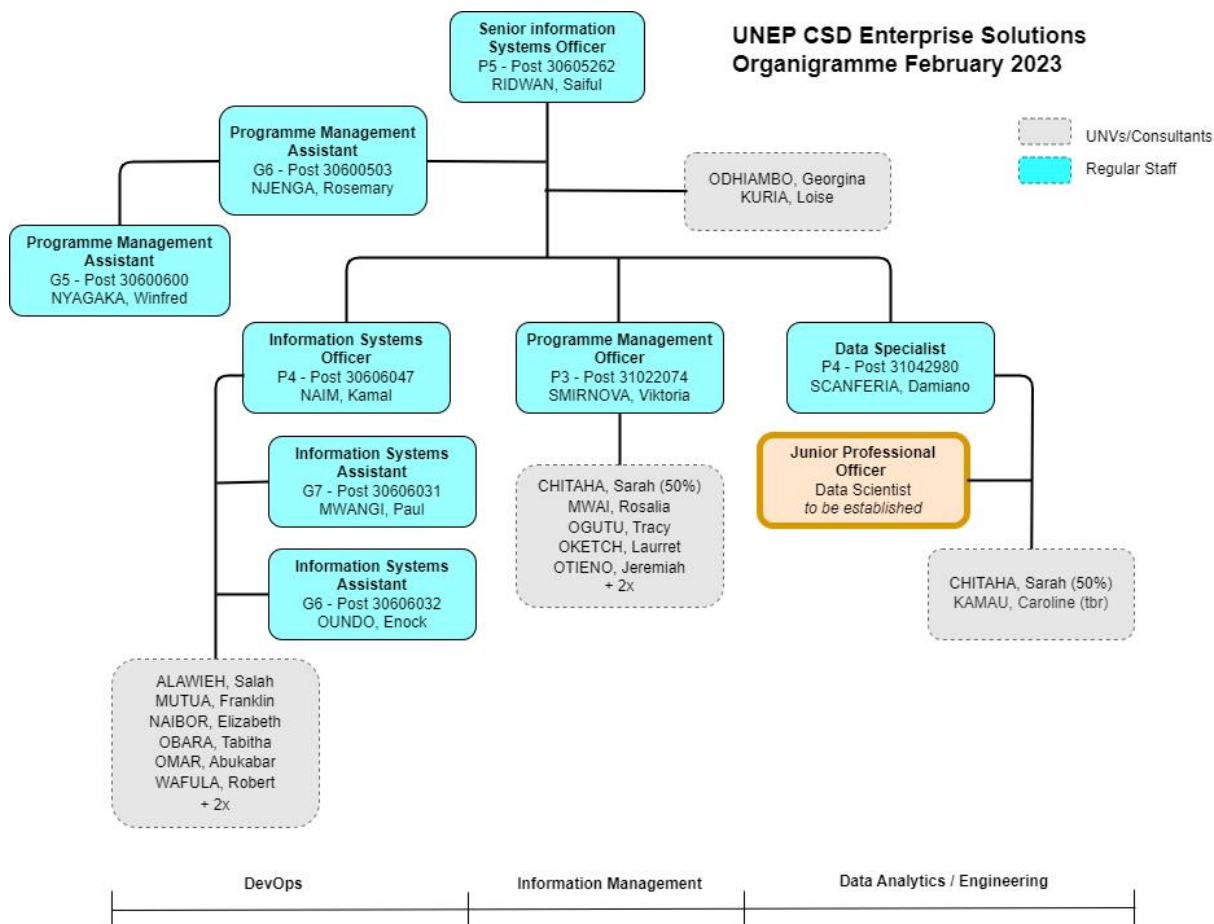 Senior information
Systems Officer
P5 - Post 30605262
RIDWAN, Saiful
UNEP CSD Enterprise Solutions
Organigramme February 2023
UNVs/Consultants
Regular Staff
Programme Management
Assistant
G6 - Post 30600503
NJENGA, Rosemary
ODHIAMBO, Georgina
KURIA, Loise
Programme Management
Assistant
G5 - Post 30600600
NYAGAKA, Winfred
Information Systems
Officer
P4 - Post 30606047
NAIM, Kamal
Programme Management
Officer
P3 - Post 31022074
SMIRNOVA, Viktoria
Data Specialist
P4 - Post 31042980
SCANFERIA, Damiano
Information Systems
Assistant
G7 - Post 30606031
MWANGI, Paul
CHITAHA, Sarah (50%)
MWAI, Rosalia
OGUTU, Tracy
OKETCH, Laurret
OTIENO, Jeremiah
+ 2x
Junior Professional
Officer
Data Scientist
to be established
Information Systems
Assistant
G6 - Post 30606032
OUNDO, Enock
CHITAHA, Sarah (50%)
KAMAU, Caroline (tbr)
ALAWIEH, Salah
MUTUA, Franklin
NAIBOR, Elizabeth
OBARA, Tabitha
OMAR, Abukabar
WAFULA, Robert
+ 2x
DevOps
Information Management
Data Analytics / Engineering